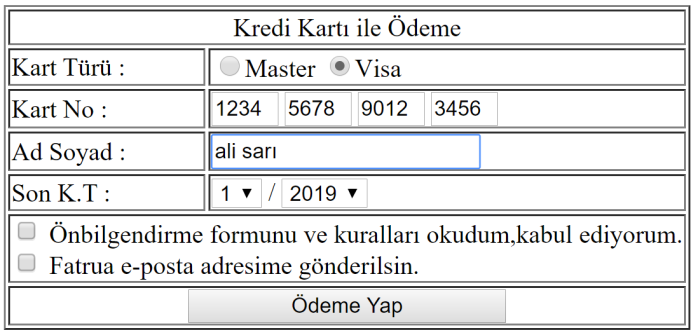 Kredi Kartı ile Ödeme
Kart Türü : Master Visa
Kart No : 1234 5678 9012 3456
Ad Soyad : ali sarı
Son K.T : 1 / 2019
Önbilgendirme formunu ve kuralları okudum,kabul ediyorum.
Fatrua e-posta adresime gönderilsin.
Ödeme Yap